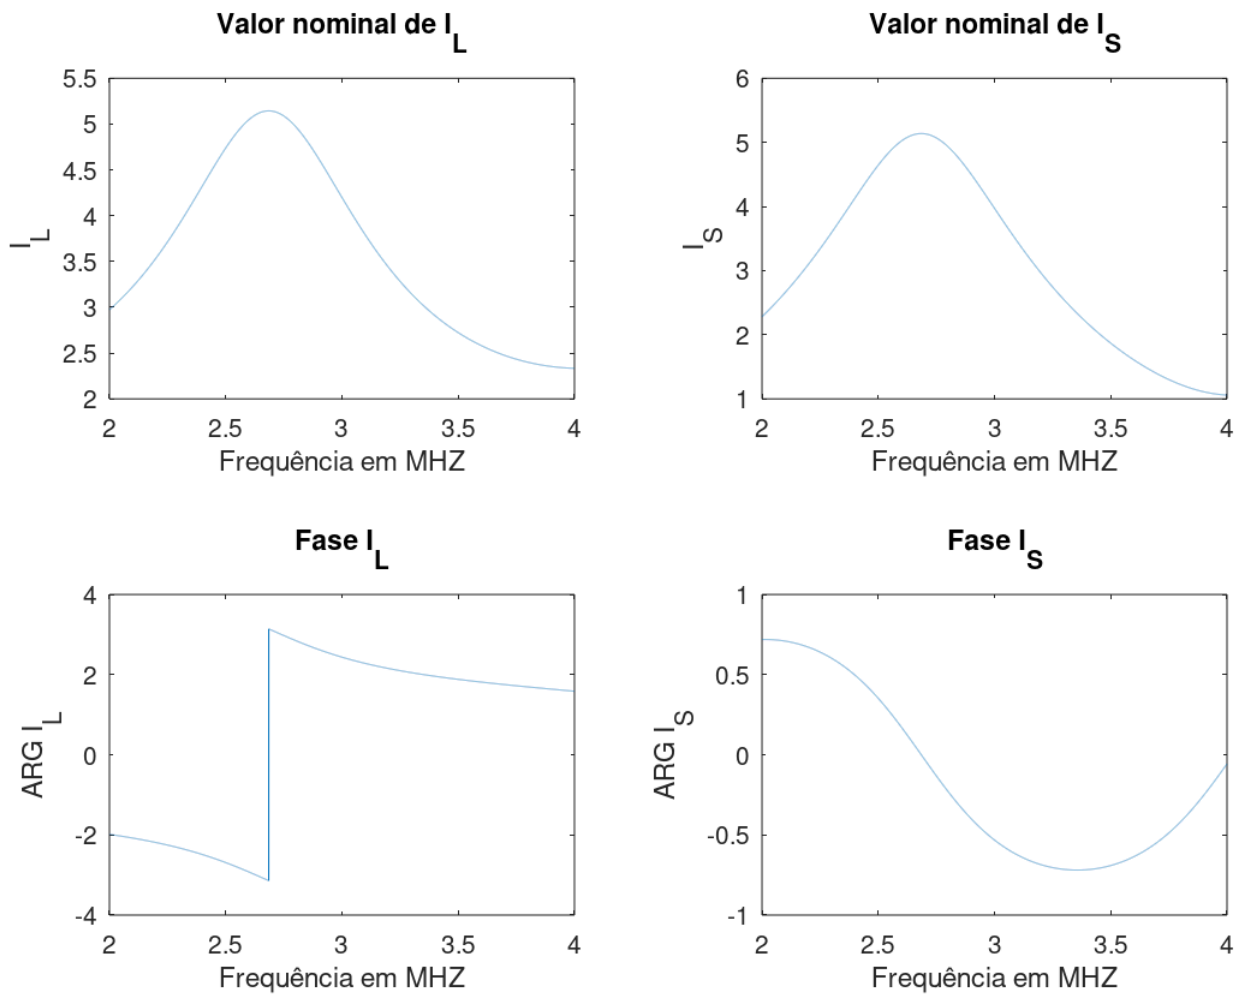 Valor nominal de I_L
5.5
5
4.5
4
3.5
3
2.5
2
I_L
2 2.5 3 3.5 4
Frequência em MHZ
Valor nominal de I_S
6
5
4
3
2
1
I_S
2 2.5 3 3.5 4
Frequência em MHZ
Fase I_L
4
2
0
-2
-4
ARG I_L
2 2.5 3 3.5 4
Frequência em MHZ
Fase I_S
1
0.5
0
-0.5
-1
ARG I_S
2 2.5 3 3.5 4
Frequência em MHZ